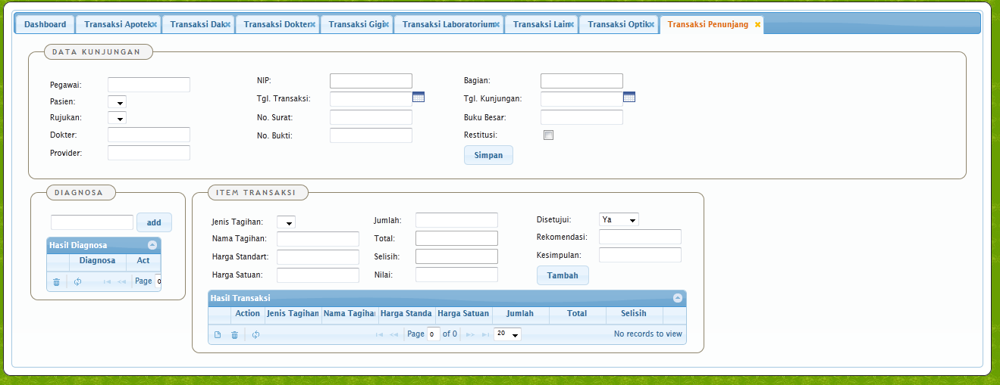 Dashboard Transaksi Apotek Transaksi Dak Transaksi Dokter Transaksi Gigi Transaksi Laboratorium Transaksi Lain Transaksi Optik Transaksi Penunjang
DATA KUNJUNGAN
Pegawai: NIP: Bagian:
Pasien: Tgl. Transaksi: Tgl. Kunjungan:
Rujukan: No. Surat: Buku Besar:
Dokter: No. Bukti: Restitusi:
Provider: Simpan
DIAGNOSA
add
Hasil Diagnosa
Diagnosa Act
Page 0
ITEM TRANSAKSI
Jenis Tagihan: Jumlah: Disetujui: Ya
Nama Tagihan: Total: Rekomendasi:
Harga Standart: Selisih: Kesimpulan:
Harga Satuan: Nilai: Tambah
Hasil Transaksi
Action Jenis Tagihan Nama Tagihan Harga Standa Harga Satuan Jumlah Total Selisih
Page 0 of 0 20 No records to view